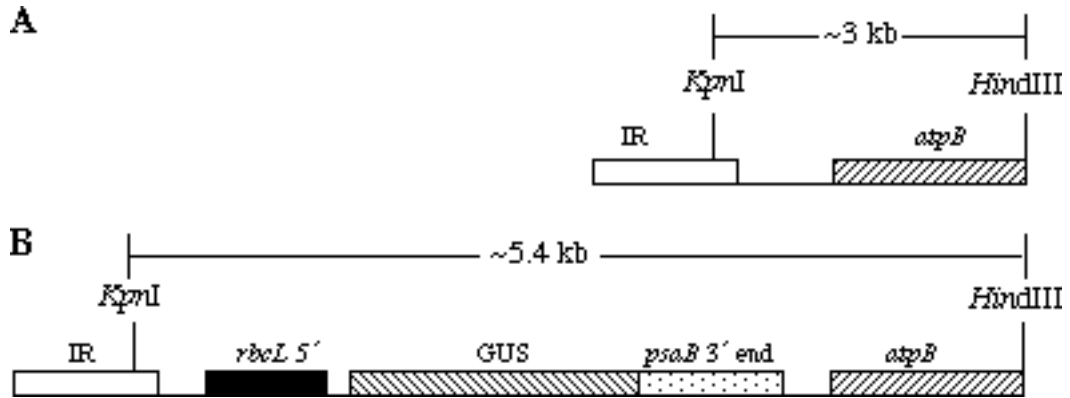 A
~3 kb
KpnI HindIII
IR atpB
B
~5.4 kb
KpnI HindIII
IR rbcL 5´ GUS psaB 3´ end atpB